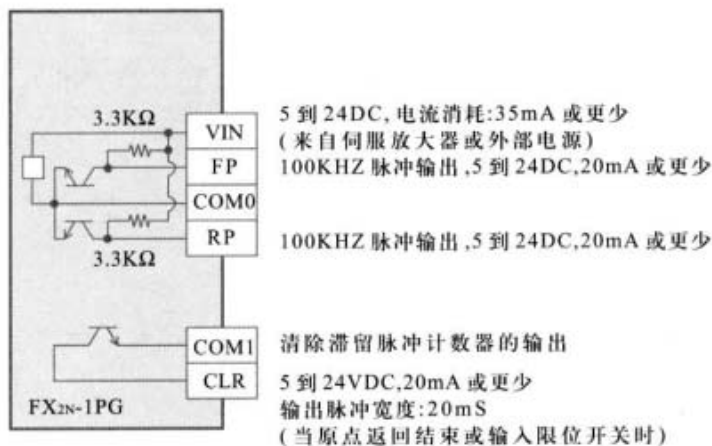 3.3KΩ
VIN
5 到 24DC, 电流消耗:35mA 或更少
(来自伺服放大器或外部电源)
FP
100KHZ 脉冲输出,5 到 24DC,20mA 或更少
COM0
RP
100KHZ 脉冲输出,5 到 24DC,20mA 或更少
3.3KΩ
COM1
清除滞留脉冲计数器的输出
CLR
5 到 24VDC,20mA 或更少
FX2N-1PG
输出脉冲宽度:20mS
(当原点返回结束或输入限位开关时)